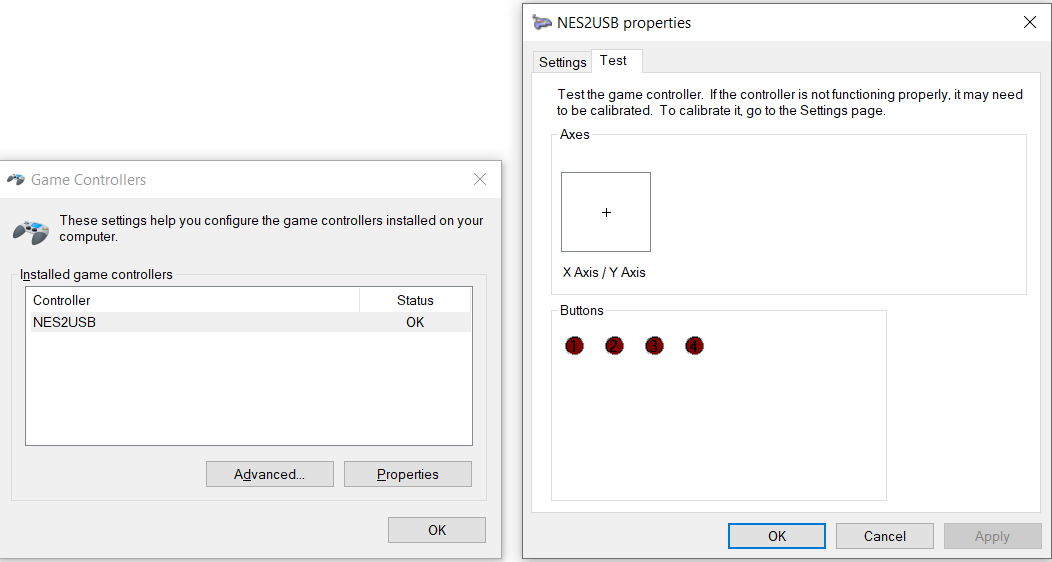 Game Controllers
These settings help you configure the game controllers installed on your
computer.
Installed game controllers
Controller Status
NES2USB OK
Advanced... Properties
OK
NES2USB properties
Settings Test
Test the game controller. If the controller is not functioning properly, it may need
to be calibrated. To calibrate it, go to the Settings page.
Axes
X Axis / Y Axis
Buttons
1 2 3 4
OK Cancel Apply